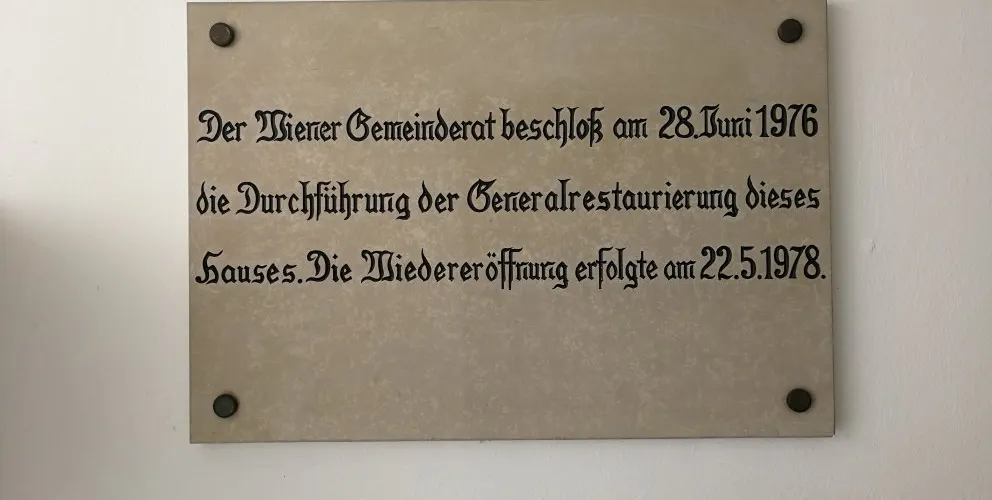 Der Wiener Gemeinderat beschloß am 28. Juni 1976
die Durchführung der Generalrestaurierung dieses
Hauses. Die Wiedereröffnung erfolgte am 22.5.1978.